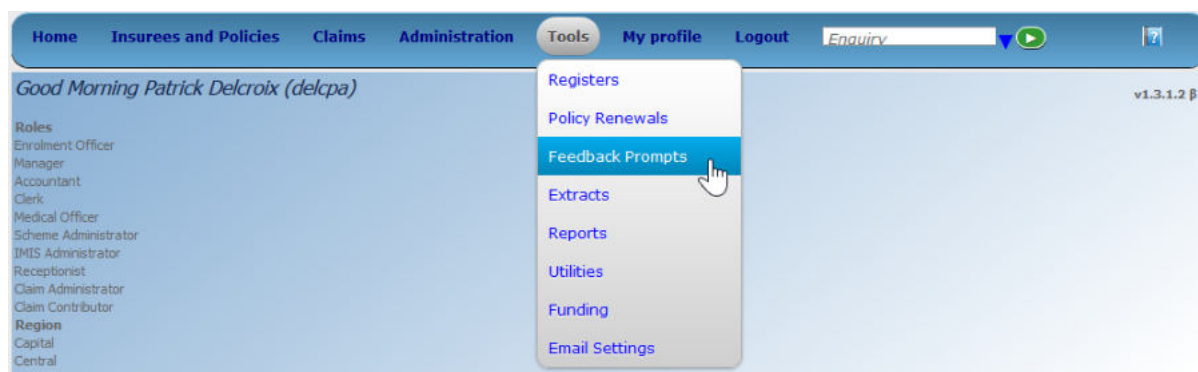 Home Insurees and Policies Claims Administration Tools My profile Logout Enquiry ?
Good Morning Patrick Delcroix (delcpa)
v1.3.1.2 β
Roles
Enrolment Officer
Manager
Accountant
Clerk
Medical Officer
Scheme Administrator
IMIS Administrator
Receptionist
Claim Administrator
Claim Contributor
Region
Capital
Central
Registers
Policy Renewals
Feedback Prompts
Extracts
Reports
Utilities
Funding
Email Settings